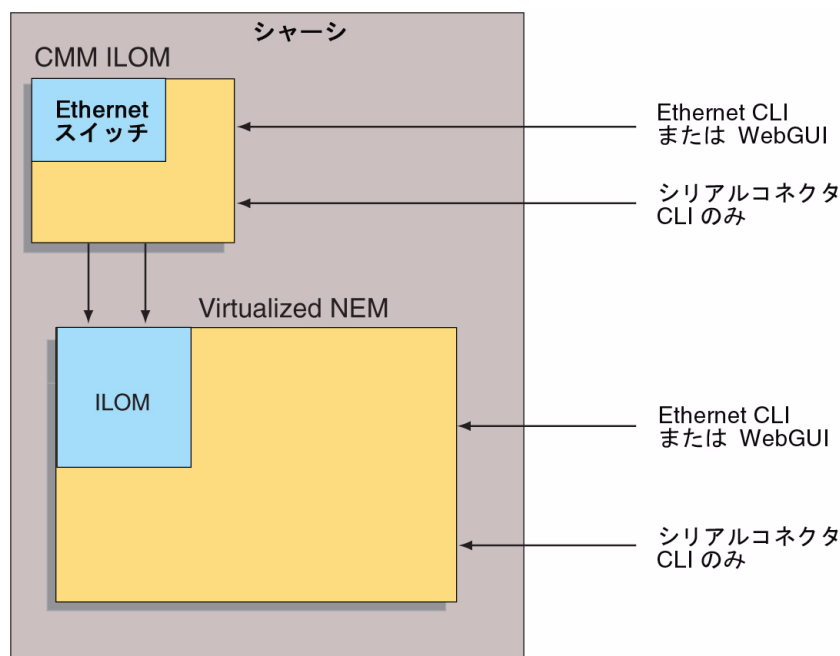 シャーシ
CMM ILOM
Ethernet
スイッチ
Ethernet CLI
または WebGUI
シリアルコネクタ
CLI のみ
Virtualized NEM
ILOM
Ethernet CLI
または WebGUI
シリアルコネクタ
CLI のみ